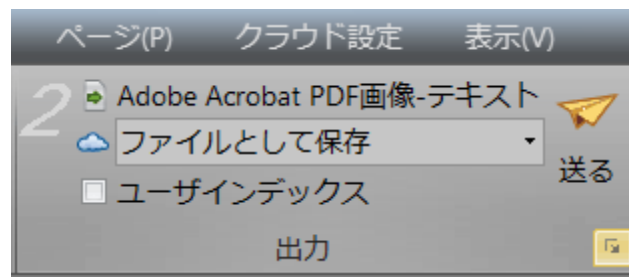 ページ(P) クラウド設定 表示(V)
2
Adobe Acrobat PDF画像-テキスト
ファイルとして保存
送る
ユーザインデックス
出力